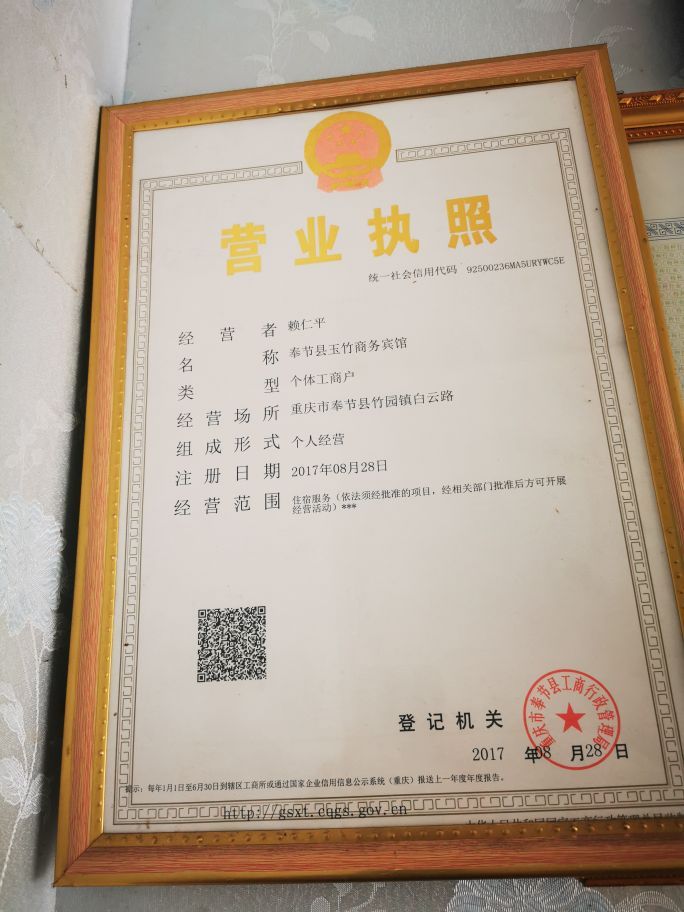 营业执照
统一社会信用代码 92500236MA5URYWC5E
经营者 赖仁平
名称 奉节县玉竹商务宾馆
类型 个体工商户
经营场所 重庆市奉节县竹园镇白云路
组成形式 个人经营
注册日期 2017年08月28日
经营范围 住宿服务（依法须经批准的项目，经相关部门批准后方可开展
经营活动）***
登记机关
重庆市奉节县工商行政管理局
2017 年08 月28 日
提示：每年1月1日至6月30日到辖区工商所或通过国家企业信用信息公示系统（重庆）报送上一年度年度报告。
http://gsxt.cqgs.gov.cn